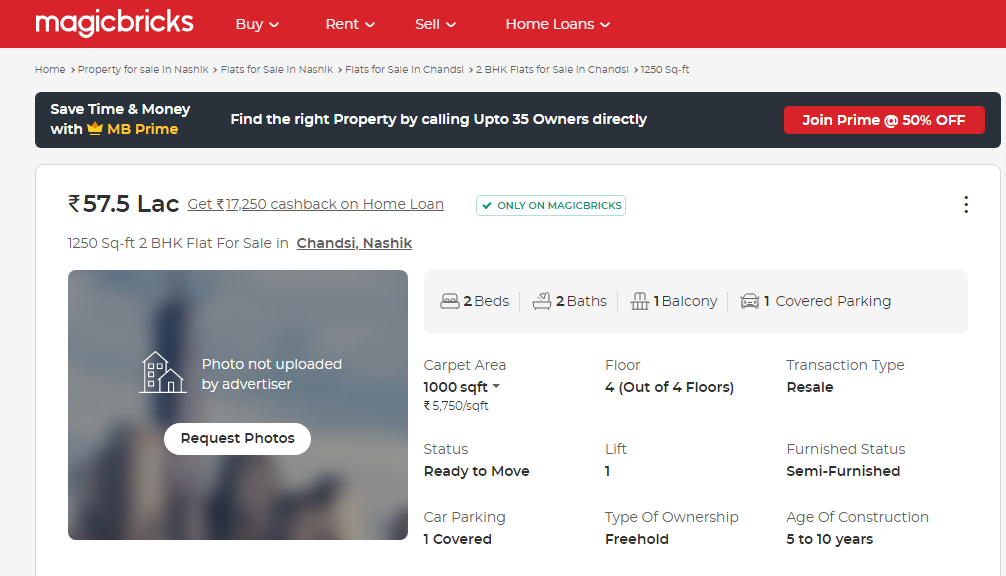 magicbricks Buy Rent Sell Home Loans
Home > Property for sale in Nashik > Flats for Sale in Nashik > Flats for Sale in Chandsi > 2 BHK Flats for Sale in Chandsi > 1250 Sq-ft
Save Time & Money
with MB Prime
Find the right Property by calling Upto 35 Owners directly
Join Prime @ 50% OFF
₹57.5 Lac Get ₹17,250 cashback on Home Loan ONLY ON MAGICBRICKS
1250 Sq-ft 2 BHK Flat For Sale in Chandsi, Nashik
Photo not uploaded
by advertiser
Request Photos
2 Beds 2 Baths 1 Balcony 1 Covered Parking
Carpet Area
1000 sqft
₹5,750/sqft
Floor
4 (Out of 4 Floors)
Transaction Type
Resale
Status
Ready to Move
Lift
1
Furnished Status
Semi-Furnished
Car Parking
1 Covered
Type Of Ownership
Freehold
Age Of Construction
5 to 10 years